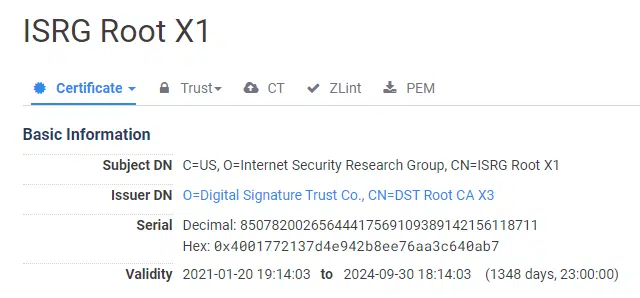 ISRG Root X1
Certificate Trust CT ZLint PEM
Basic Information
Subject DN C=US, O=Internet Security Research Group, CN=ISRG Root X1
Issuer DN O=Digital Signature Trust Co., CN=DST Root CA X3
Serial Decimal: 85078200265644417569109389142156118711
Hex: 0x4001772137d4e942b8ee76aa3c640ab7
Validity 2021-01-20 19:14:03 to 2024-09-30 18:14:03 (1348 days, 23:00:00)